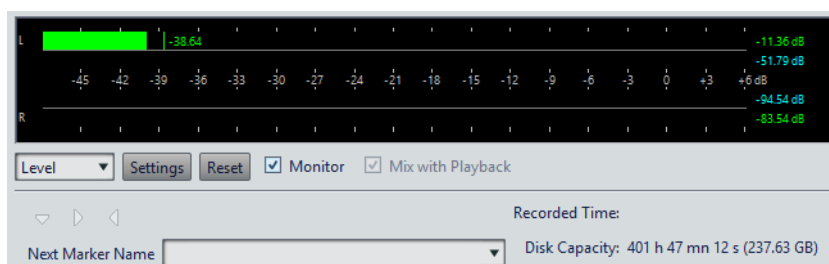 L -38.64 -11.36 dB
-51.79 dB
-45 -42 -39 -36 -33 -30 -27 -24 -21 -18 -15 -12 -9 -6 -3 0 +3 +6 dB
-94.54 dB
R -83.54 dB
Level Settings Reset Monitor Mix with Playback
Recorded Time:
Next Marker Name Disk Capacity: 401 h 47 mn 12 s (237.63 GB)